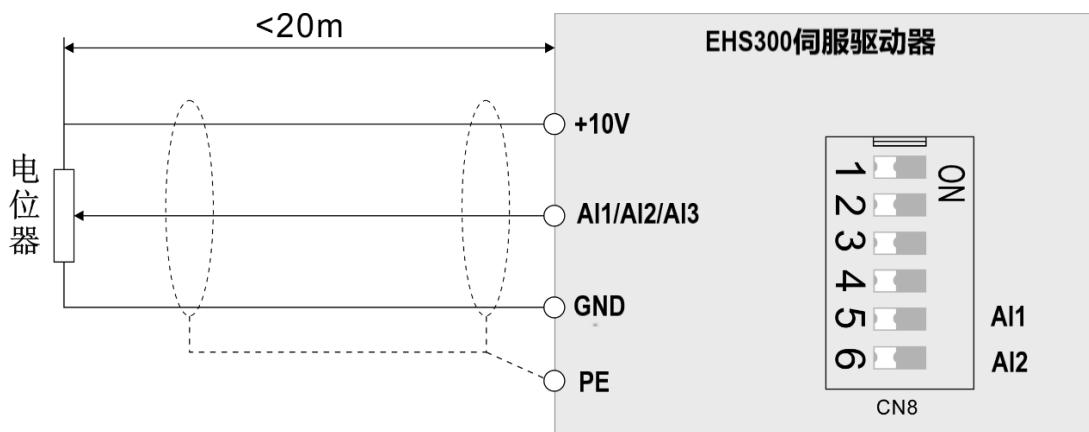 <20m
EHS300伺服驱动器
+10V
电位器
AI1/AI2/AI3
GND
PE
ON
1
2
3
4
5
6
AI1
AI2
CN8